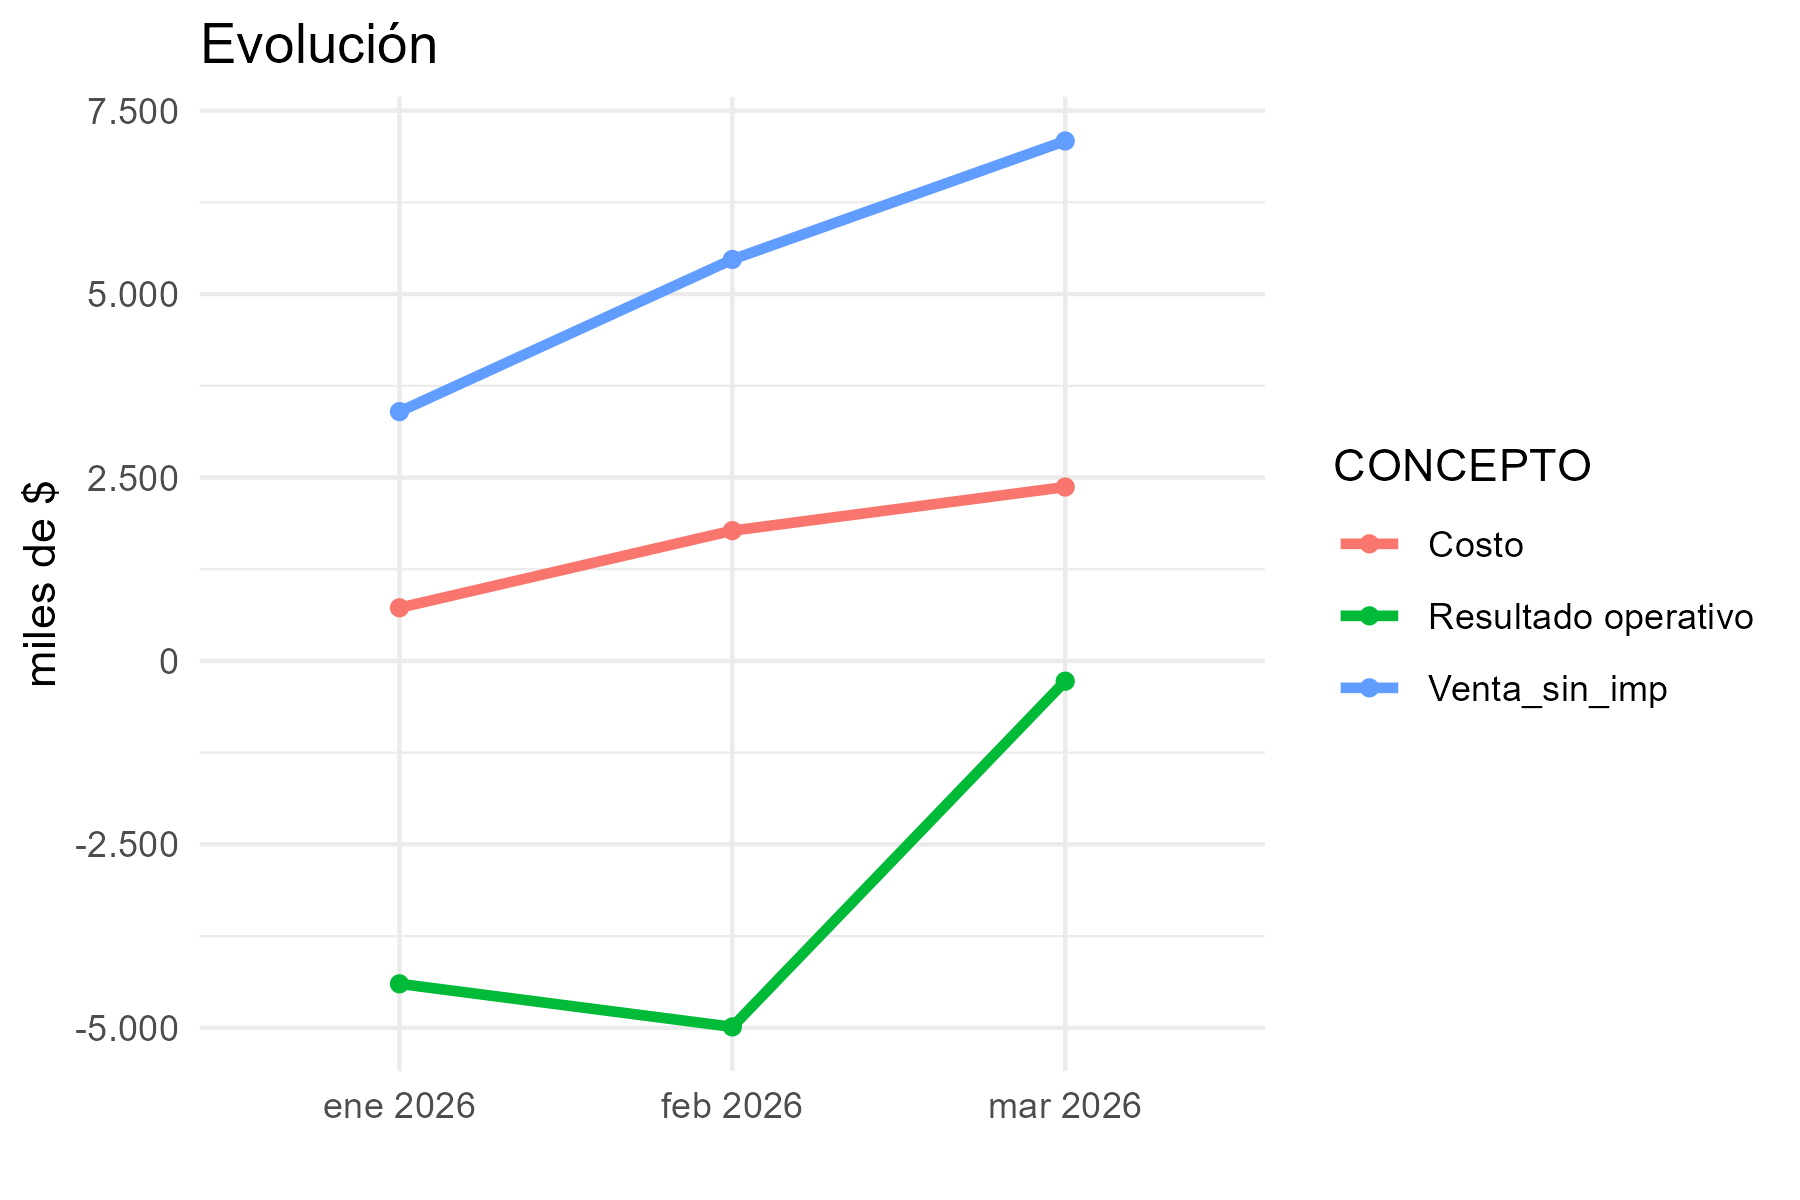 Evolución
7.500
5.000
2.500
0
-2.500
-5.000
miles de $
ene 2026
feb 2026
mar 2026
CONCEPTO
Costo
Resultado operativo
Venta_sin_imp